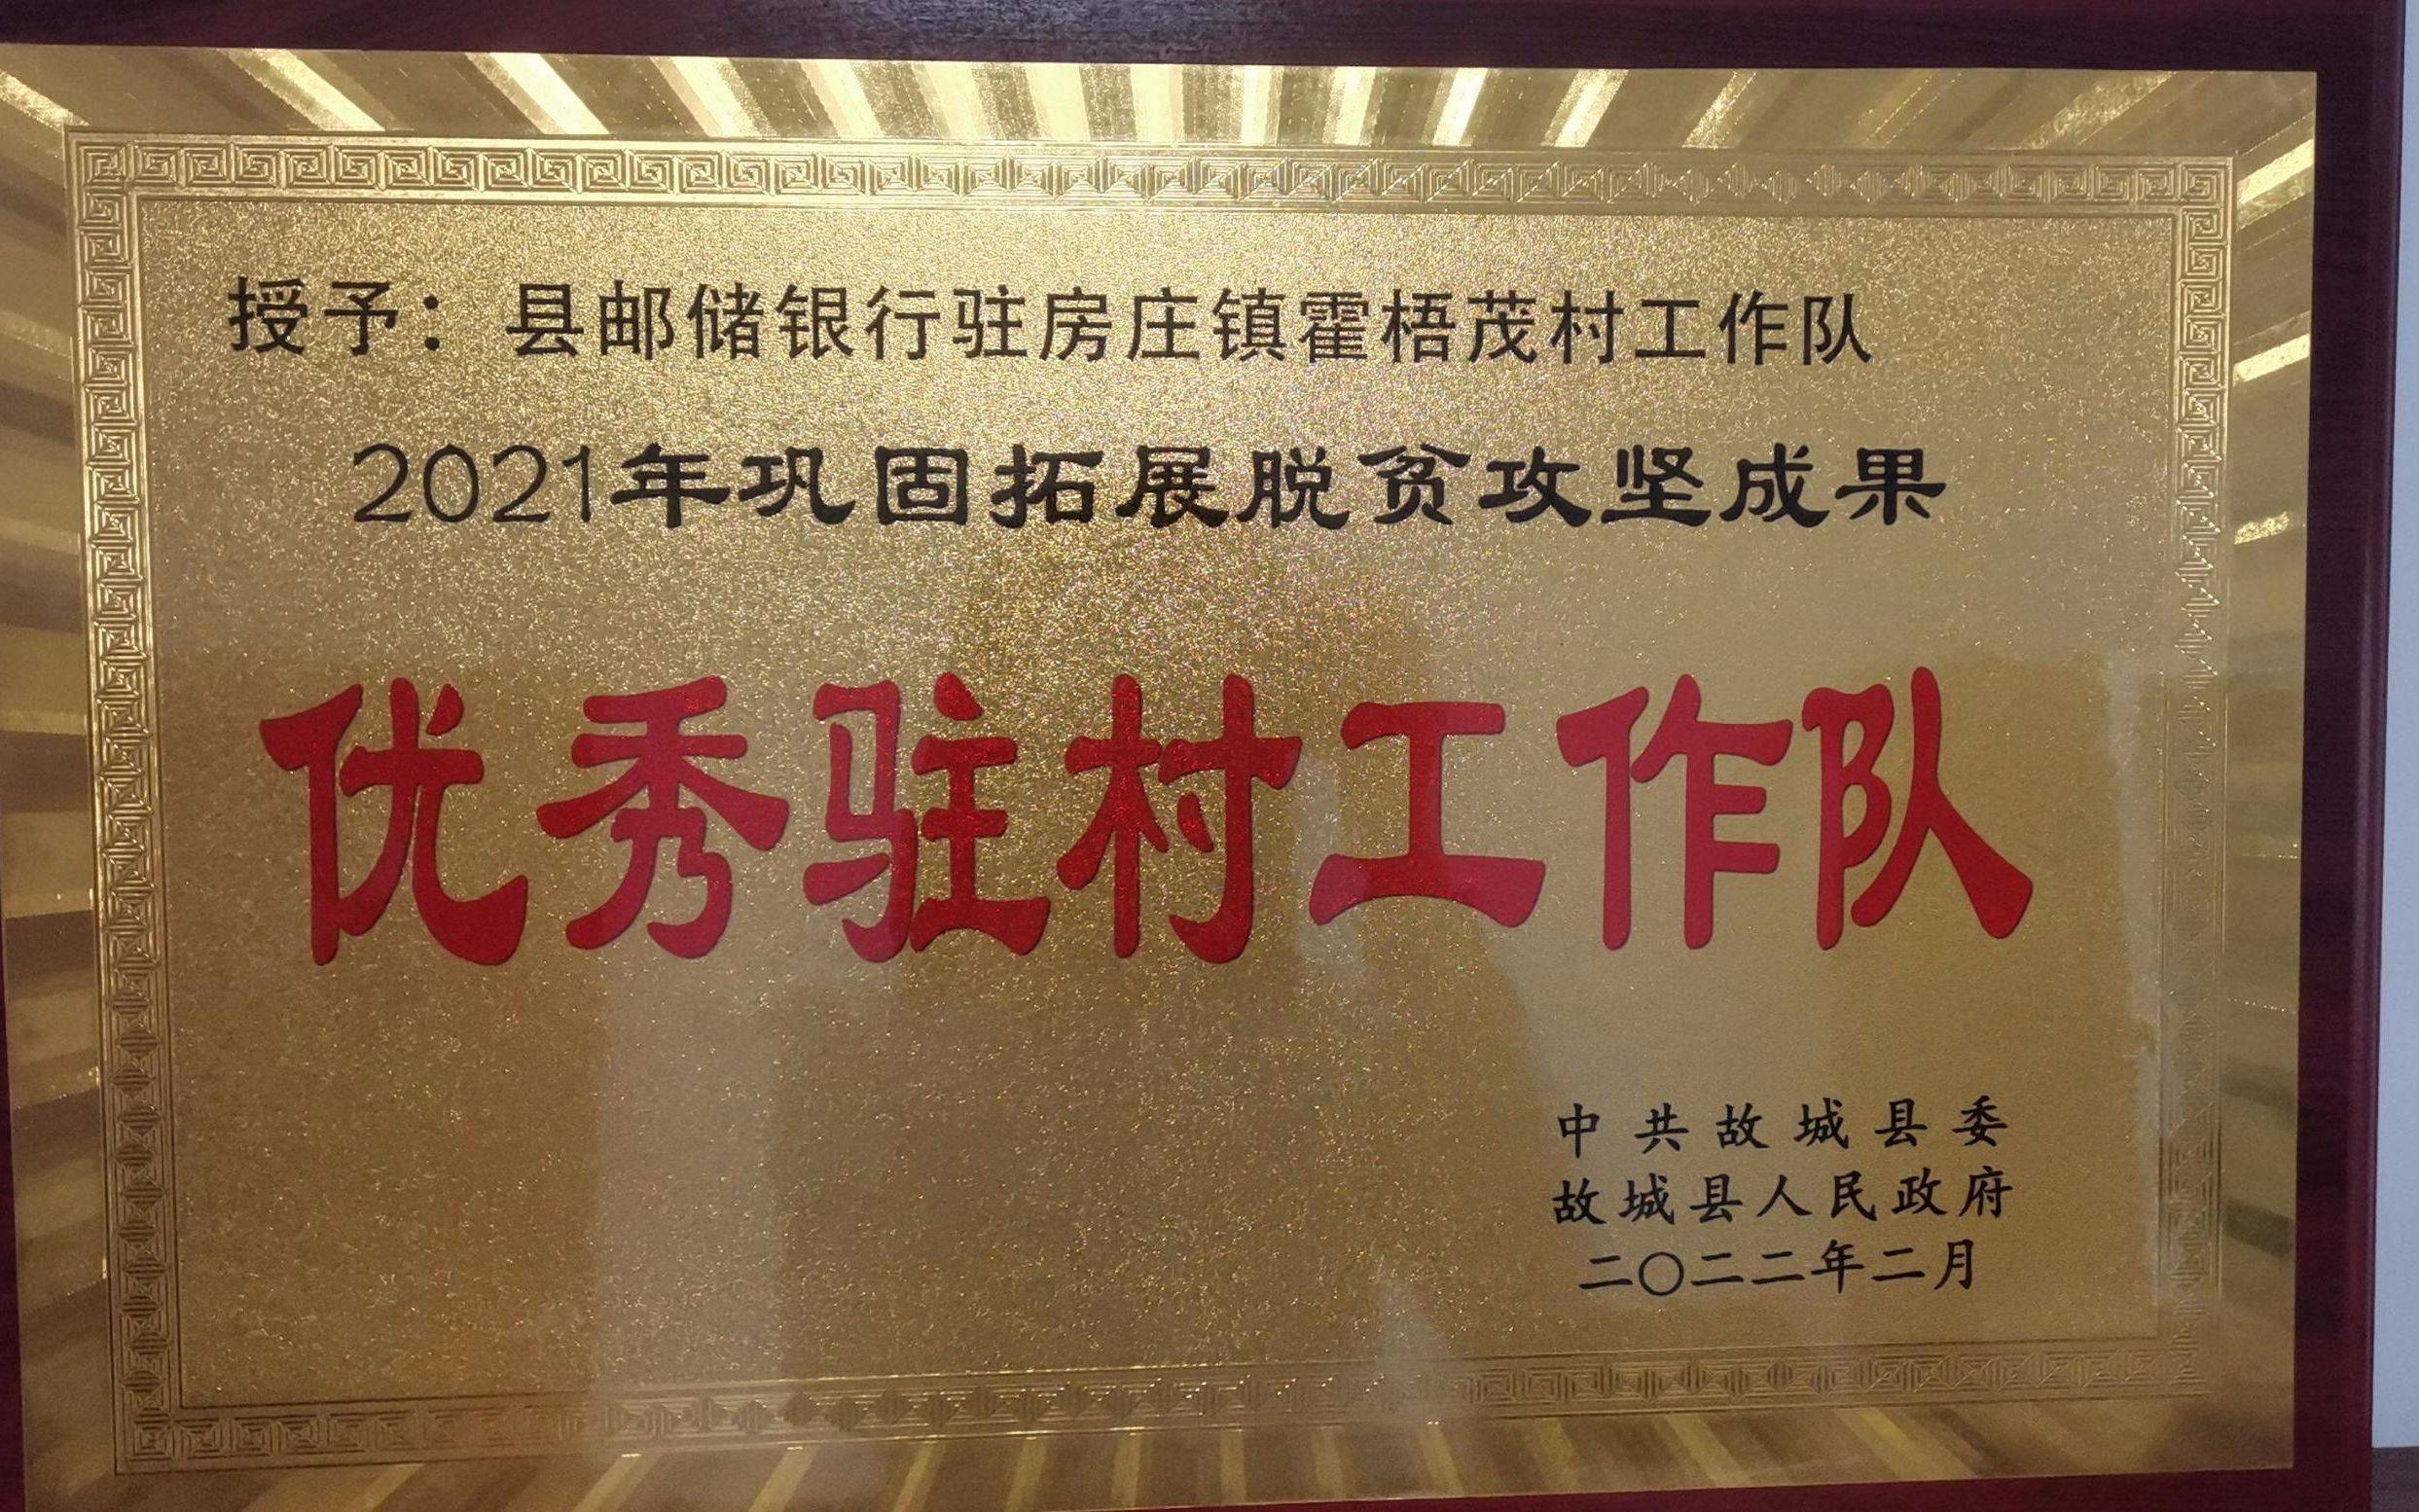 授予：县邮储银行驻房庄镇霍梧茂村工作队
2021年巩固拓展脱贫攻坚成果
优秀驻村工作队
中共故城县委
故城县人民政府
二〇二二年二月